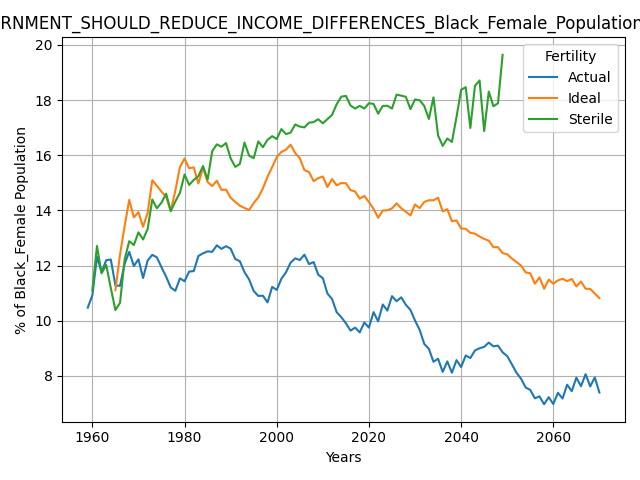 RNMENT_SHOULD_REDUCE_INCOME_DIFFERENCES_Black_Female_Population
% of Black_Female Population
20
18
16
14
12
10
8
1960
1980
2000
2020
2040
2060
Years
Fertility
Actual
Ideal
Sterile